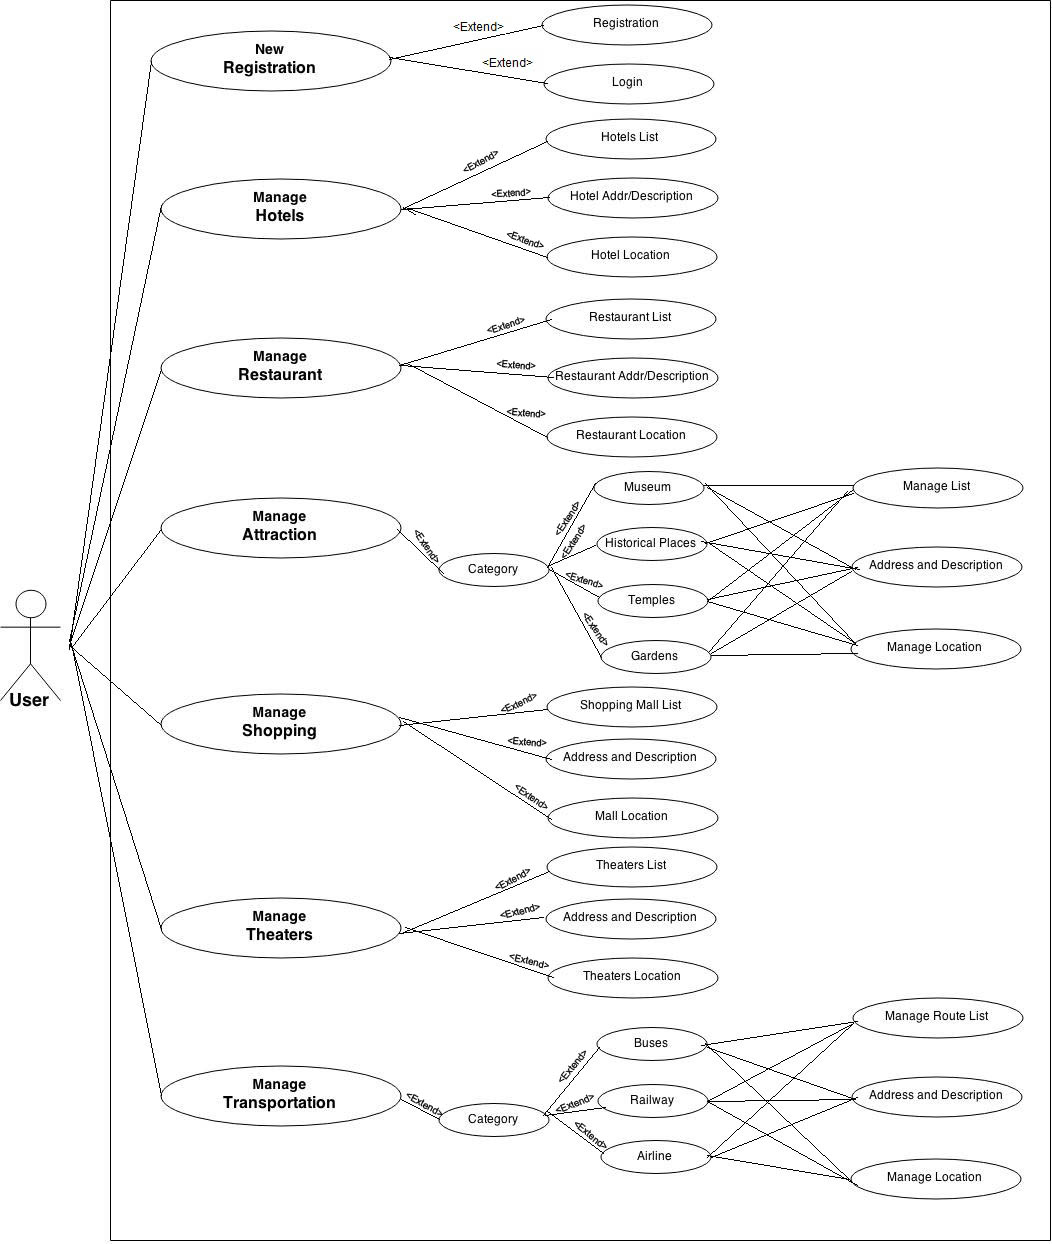 <Extend>
Registration
New
Registration
<Extend>
Login
Hotels List
<Extend>
Manage
Hotels
<Extend>
Hotel Addr/Description
<Extend>
Hotel Location
Restaurant List
<Extend>
Manage
Restaurant
<Extend>
Restaurant Addr/Description
<Extend>
Restaurant Location
Manage
Attraction
<Extend>
Category
<Extend>
Museum
<Extend>
Historical Places
<Extend>
Temples
<Extend>
Gardens
Manage List
Address and Description
Manage Location
User
Manage
Shopping
<Extend>
Shopping Mall List
<Extend>
Address and Description
<Extend>
Mall Location
Manage
Theaters
<Extend>
Theaters List
<Extend>
Address and Description
<Extend>
Theaters Location
Manage
Transportation
<Extend>
Category
<Extend>
Buses
<Extend>
Railway
<Extend>
Airline
Manage Route List
Address and Description
Manage Location